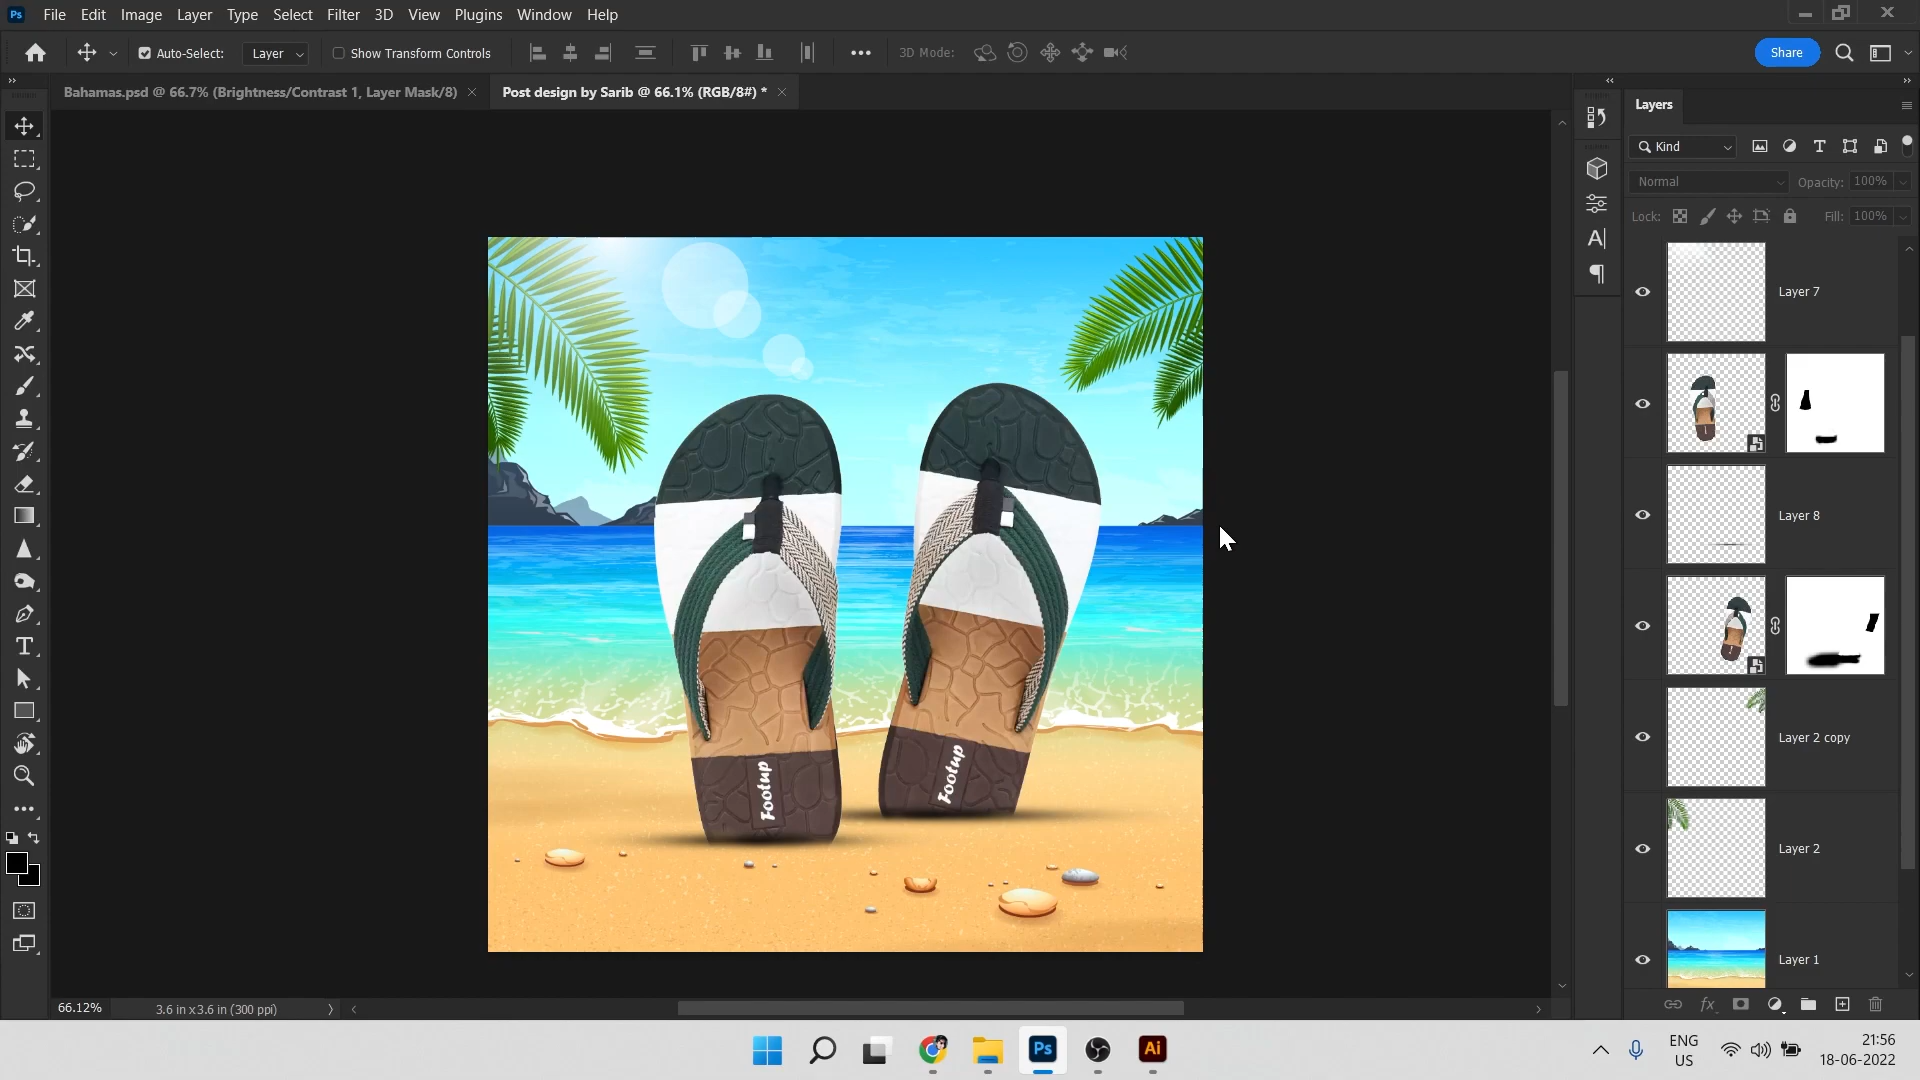 Ps File Edit Image Layer Type Select Filter 3D View Plugins Window Help
Auto-Select: Layer Show Transform Controls 3D Mode: Share
Bahamas.psd @ 66.7% (Brightness/Contrast 1, Layer Mask/8) × Post design by Sarib @ 66.1% (RGB/8#) * ×
Layers
Kind
Normal Opacity: 100%
Lock: Fill: 100%
Layer 7
Layer 8
Layer 2 copy
Layer 2
Layer 1
Footup
Footup
66.12% 3.6 in x 3.6 in (300 ppi)
Ps Ai
ENG
US
21:56
18-06-2022